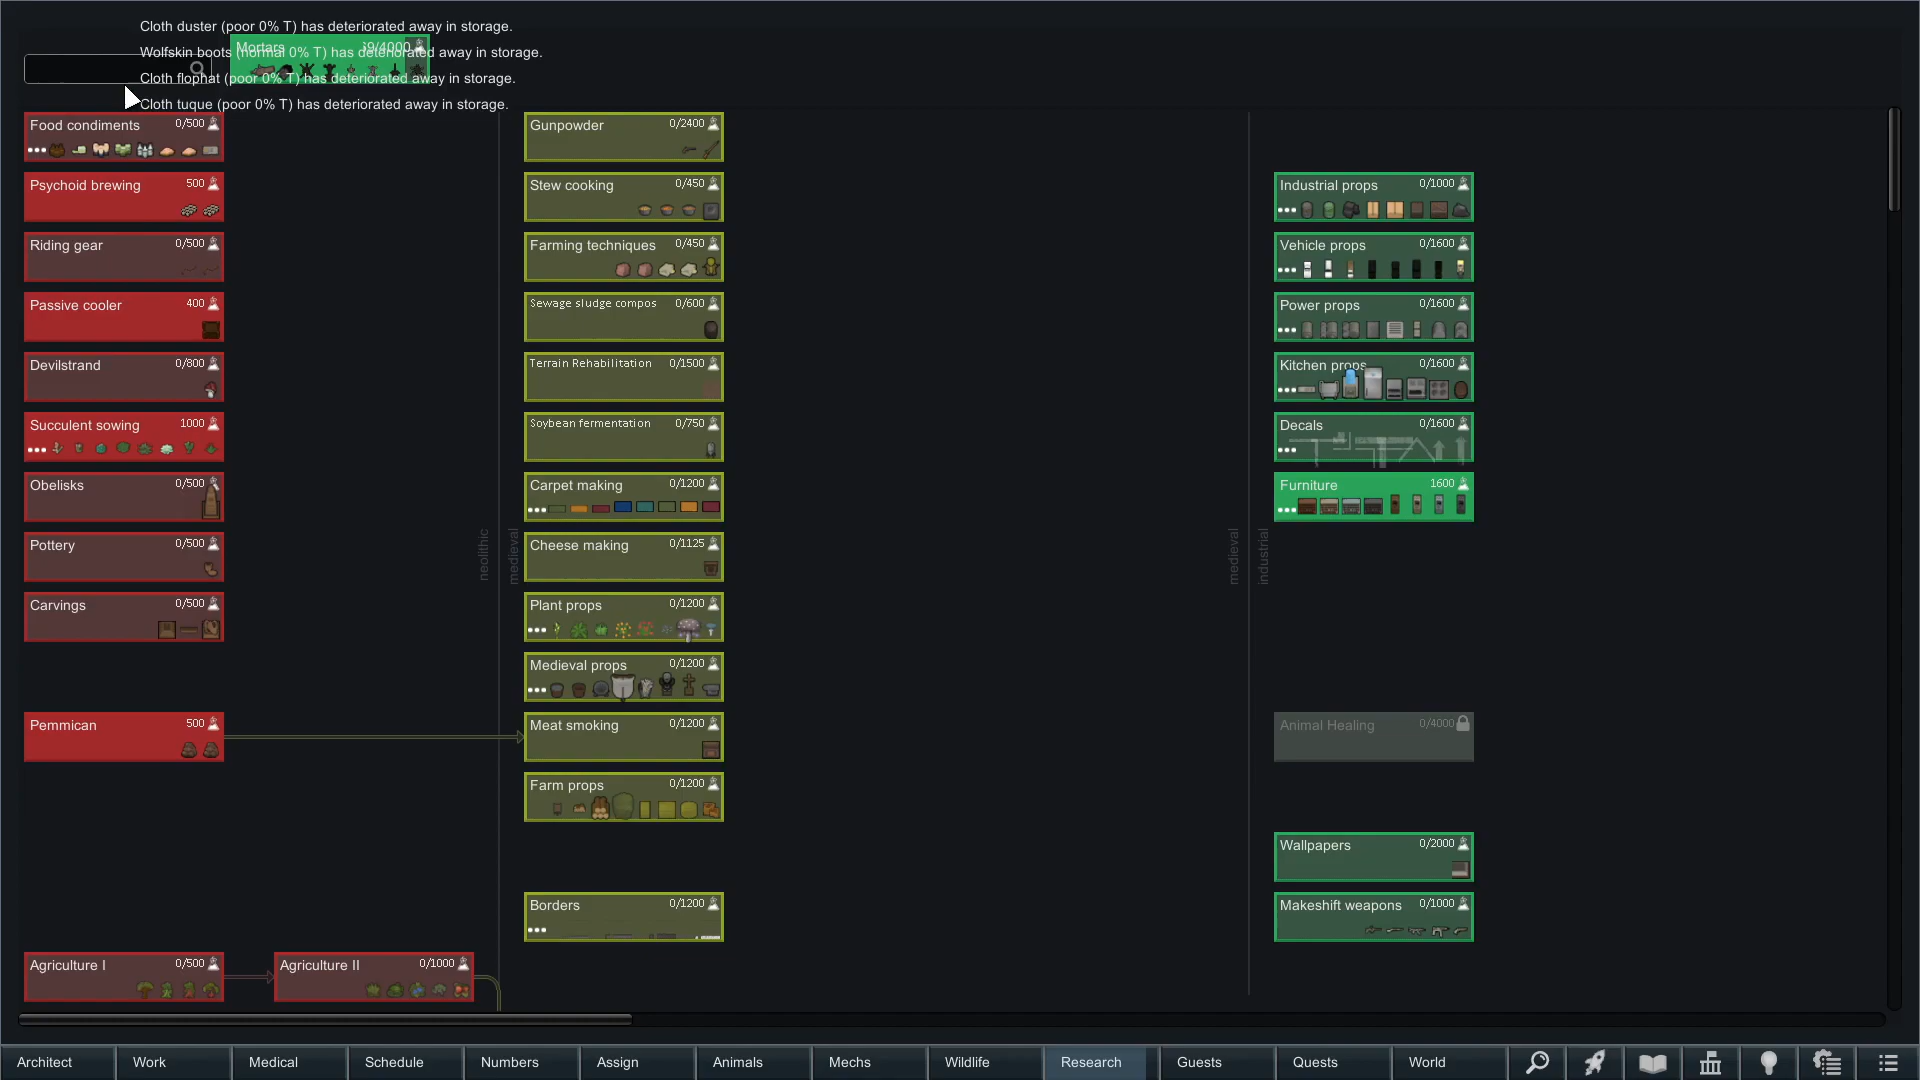 Cloth duster (poor 0% T) has deteriorated away in storage.
Mortars
9/4000
Wolfskin boots (normal 0% T) has deteriorated away in storage.
Cloth flophat (poor 0% T) has deteriorated away in storage.
Cloth tuque (poor 0% T) has deteriorated away in storage.
Food condiments 0/500
Psychoid brewing 500
Riding gear 0/500
Passive cooler 400
Devilstrand 0/800
Succulent sowing 1000
Obelisks 0/500
Pottery 0/500
Carvings 0/500
Pemmican 500
Agriculture I 0/500
Agriculture II 0/1000
neolithic
medieval
Gunpowder 0/2400
Stew cooking 0/450
Farming techniques 0/450
Sewage sludge compos 0/600
Terrain Rehabilitation 0/1500
Soybean fermentation 0/750
Carpet making 0/1200
Cheese making 0/1125
Plant props 0/1200
Medieval props 0/1200
Meat smoking 0/1200
Farm props 0/1200
Borders 0/1200
medieval
industrial
Industrial props 0/1000
Vehicle props 0/1600
Power props 0/1600
Kitchen props 0/1600
Decals 0/1600
Furniture 1600
Animal Healing 0/4000
Wallpapers 0/2000
Makeshift weapons 0/1000
Architect Work Medical Schedule Numbers Assign Animals Mechs Wildlife Research Guests Quests World